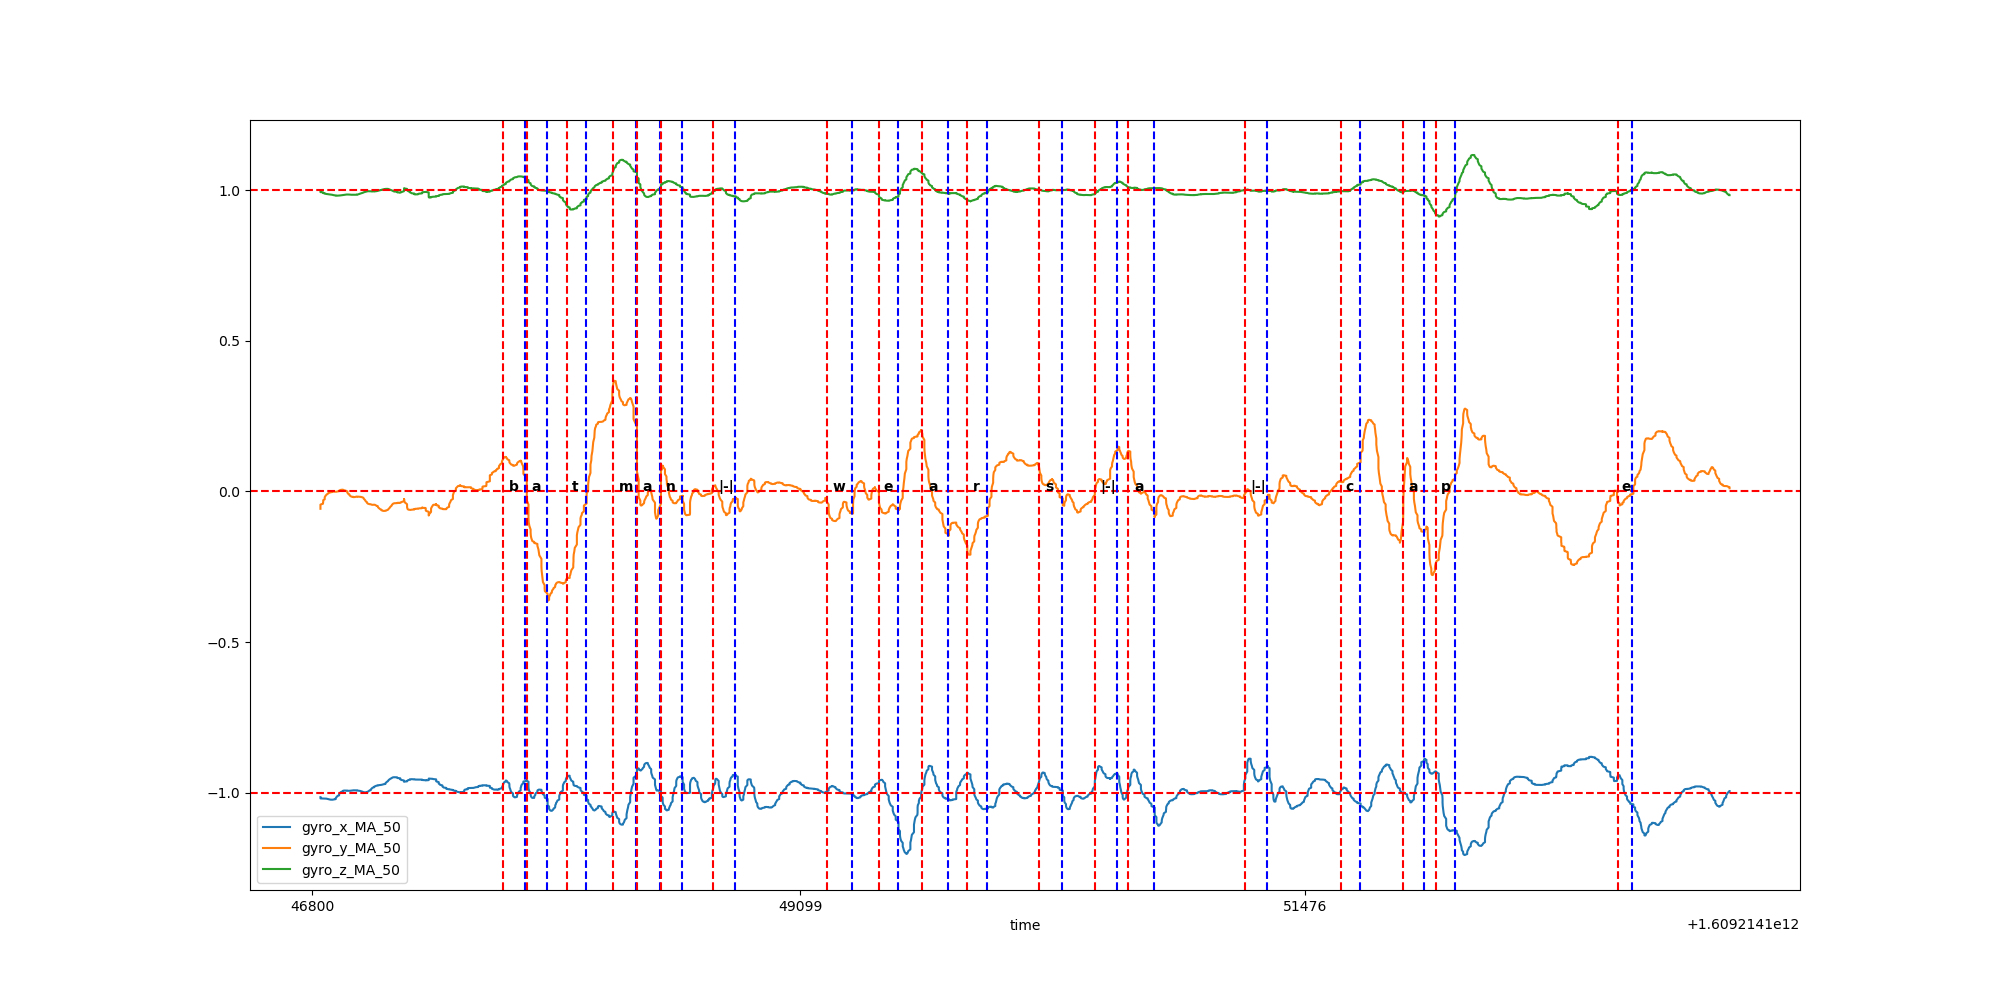 1.0
0.5
0.0
b a t m a n |-| w e a r s |-| a |-| c a p e
−0.5
−1.0
gyro_x_MA_50
gyro_y_MA_50
gyro_z_MA_50
46800 49099 51476
time
+1.6092141e12